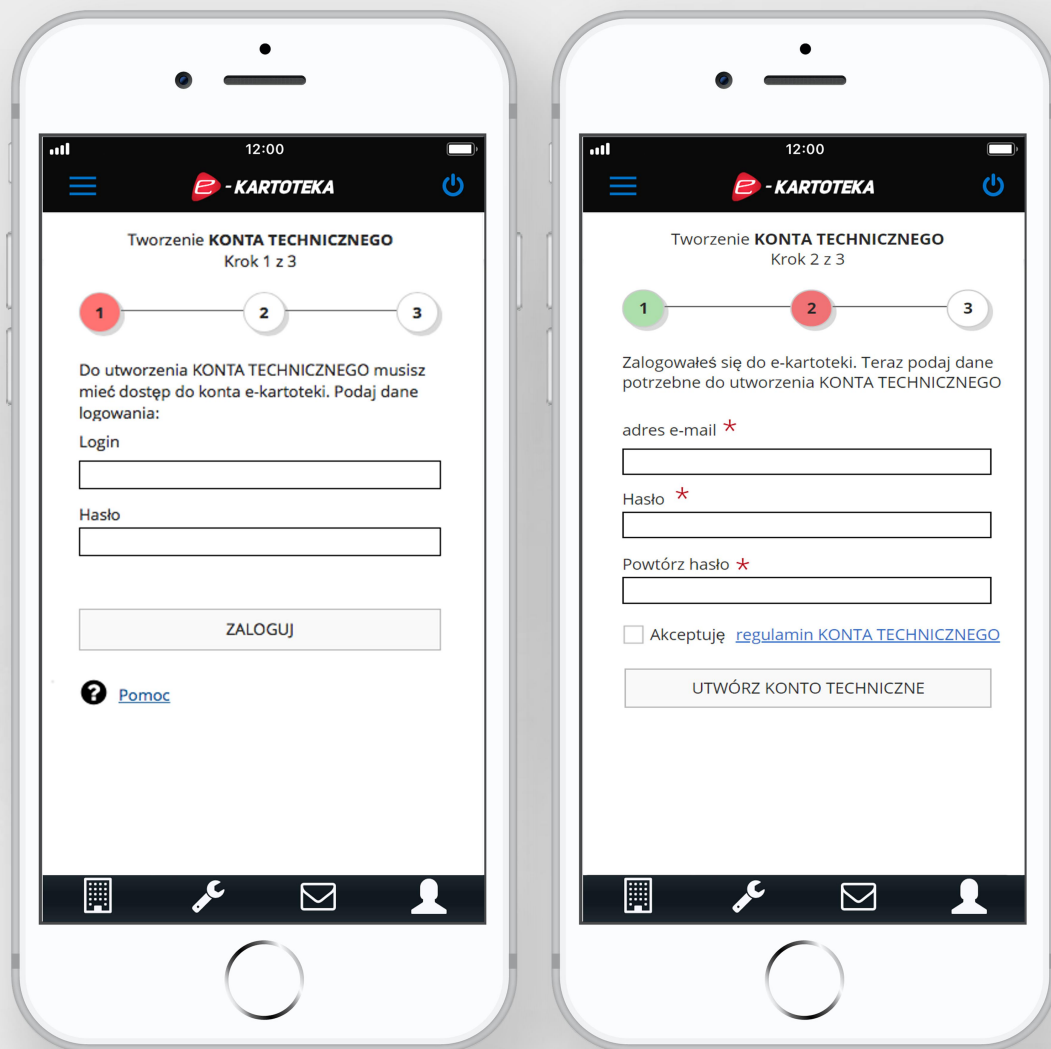 12:00
e - KARTOTEKA
Tworzenie KONTA TECHNICZNEGO
Krok 1 z 3
1
2
3
Do utworzenia KONTA TECHNICZNEGO musisz
mieć dostęp do konta e-kartoteki. Podaj dane
logowania:
Login
Hasło
ZALOGUJ
? Pomoc
12:00
e - KARTOTEKA
Tworzenie KONTA TECHNICZNEGO
Krok 2 z 3
1
2
3
Zalogowałeś się do e-kartoteki. Teraz podaj dane
potrzebne do utworzenia KONTA TECHNICZNEGO
adres e-mail *
Hasło *
Powtórz hasło *
Akceptuję regulamin KONTA TECHNICZNEGO
UTWÓRZ KONTO TECHNICZNE